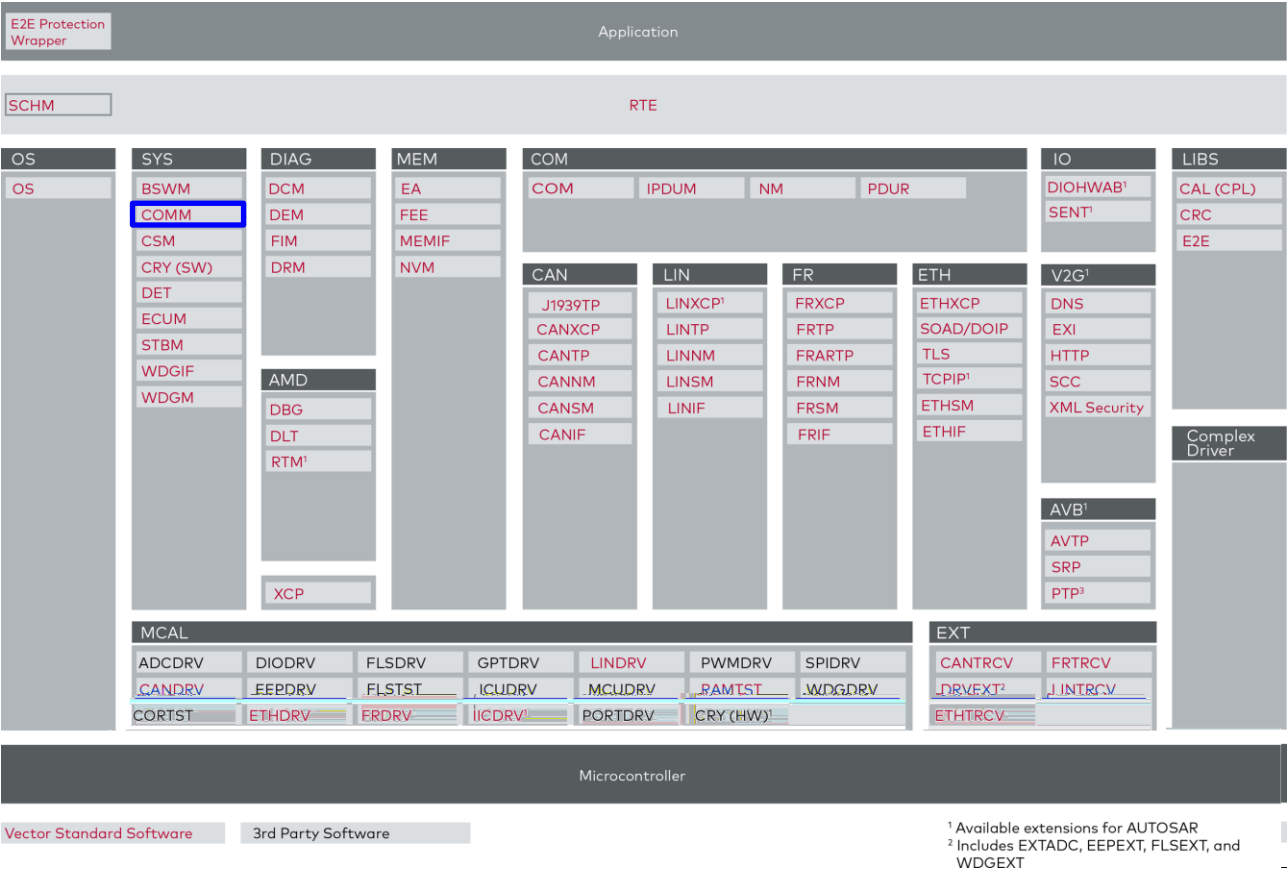 E2E Protection
Wrapper
Application
SCHM
RTE
OS
OS
SYS
BSWM
COMM
CSM
CRY (SW)
DET
ECUM
STBM
WDGIF
WDGM
DIAG
DCM
DEM
FIM
DRM
AMD
DBG
DLT
RTM¹
XCP
MEM
EA
FEE
MEMIF
NVM
COM
COM IPDUM NM PDUR
CAN
J1939TP
CANXCP
CANTP
CANNM
CANSM
CANIF
LIN
LINXCP¹
LINTP
LINNM
LINSM
LINIF
FR
FRXCP
FRTP
FRARTP
FRNM
FRSM
FRIF
ETH
ETHXCP
SOAD/DOIP
TLS
TCPIP¹
ETHSM
ETHIF
IO
DIOHWAB¹
SENT¹
V2G¹
DNS
EXI
HTTP
SCC
XML Security
AVB¹
AVTP
SRP
PTP³
LIBS
CAL (CPL)
CRC
E2E
Complex
Driver
MCAL
ADCDRV DIODRV FLSDRV GPTDRV LINDRV PWMDRV SPIDRV
CANDRV EEPDRV FLSTST ICUDRV MCUDRV RAMTST WDGDRV
CORTST ETHDRV FRDRV IICDRV¹ PORTDRV CRY (HW)¹
EXT
CANTRCV FRTRCV
DRVEXT² LINTRCV
ETHTRCV
Microcontroller
Vector Standard Software 3rd Party Software
¹ Available extensions for AUTOSAR
² Includes EXTADC, EEPEXT, FLSEXT, and
WDGEXT